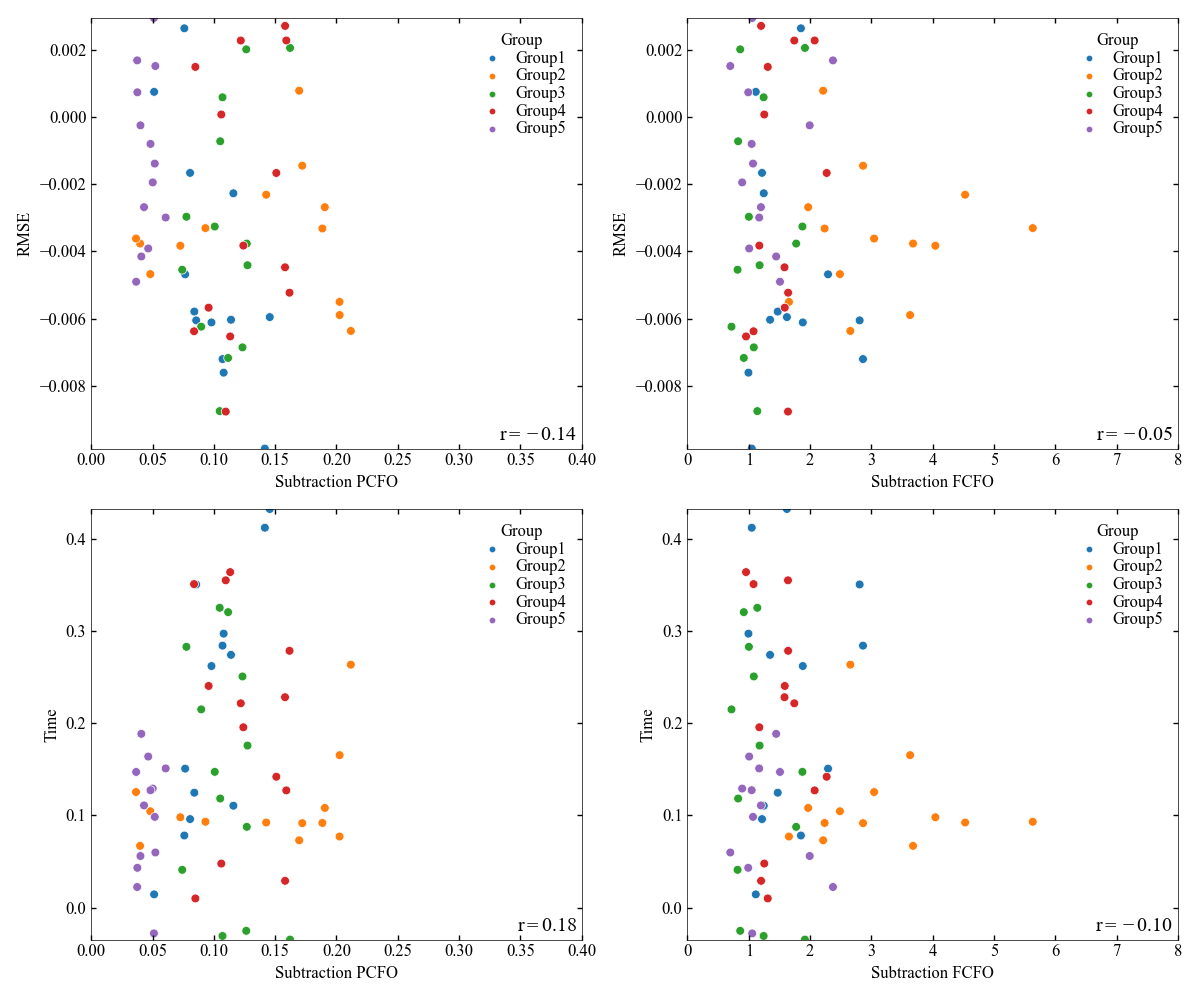 0.002
0.000
−0.002
−0.004
−0.006
−0.008
RMSE
Group
Group1
Group2
Group3
Group4
Group5
r= −0.14
0.00 0.05 0.10 0.15 0.20 0.25 0.30 0.35 0.40
Subtraction PCFO
0.002
0.000
−0.002
−0.004
−0.006
−0.008
RMSE
Group
Group1
Group2
Group3
Group4
Group5
r= −0.05
0 1 2 3 4 5 6 7 8
Subtraction FCFO
0.4
0.3
0.2
0.1
0.0
Time
Group
Group1
Group2
Group3
Group4
Group5
r= 0.18
0.00 0.05 0.10 0.15 0.20 0.25 0.30 0.35 0.40
Subtraction PCFO
0.4
0.3
0.2
0.1
0.0
Time
Group
Group1
Group2
Group3
Group4
Group5
r= −0.10
0 1 2 3 4 5 6 7 8
Subtraction FCFO